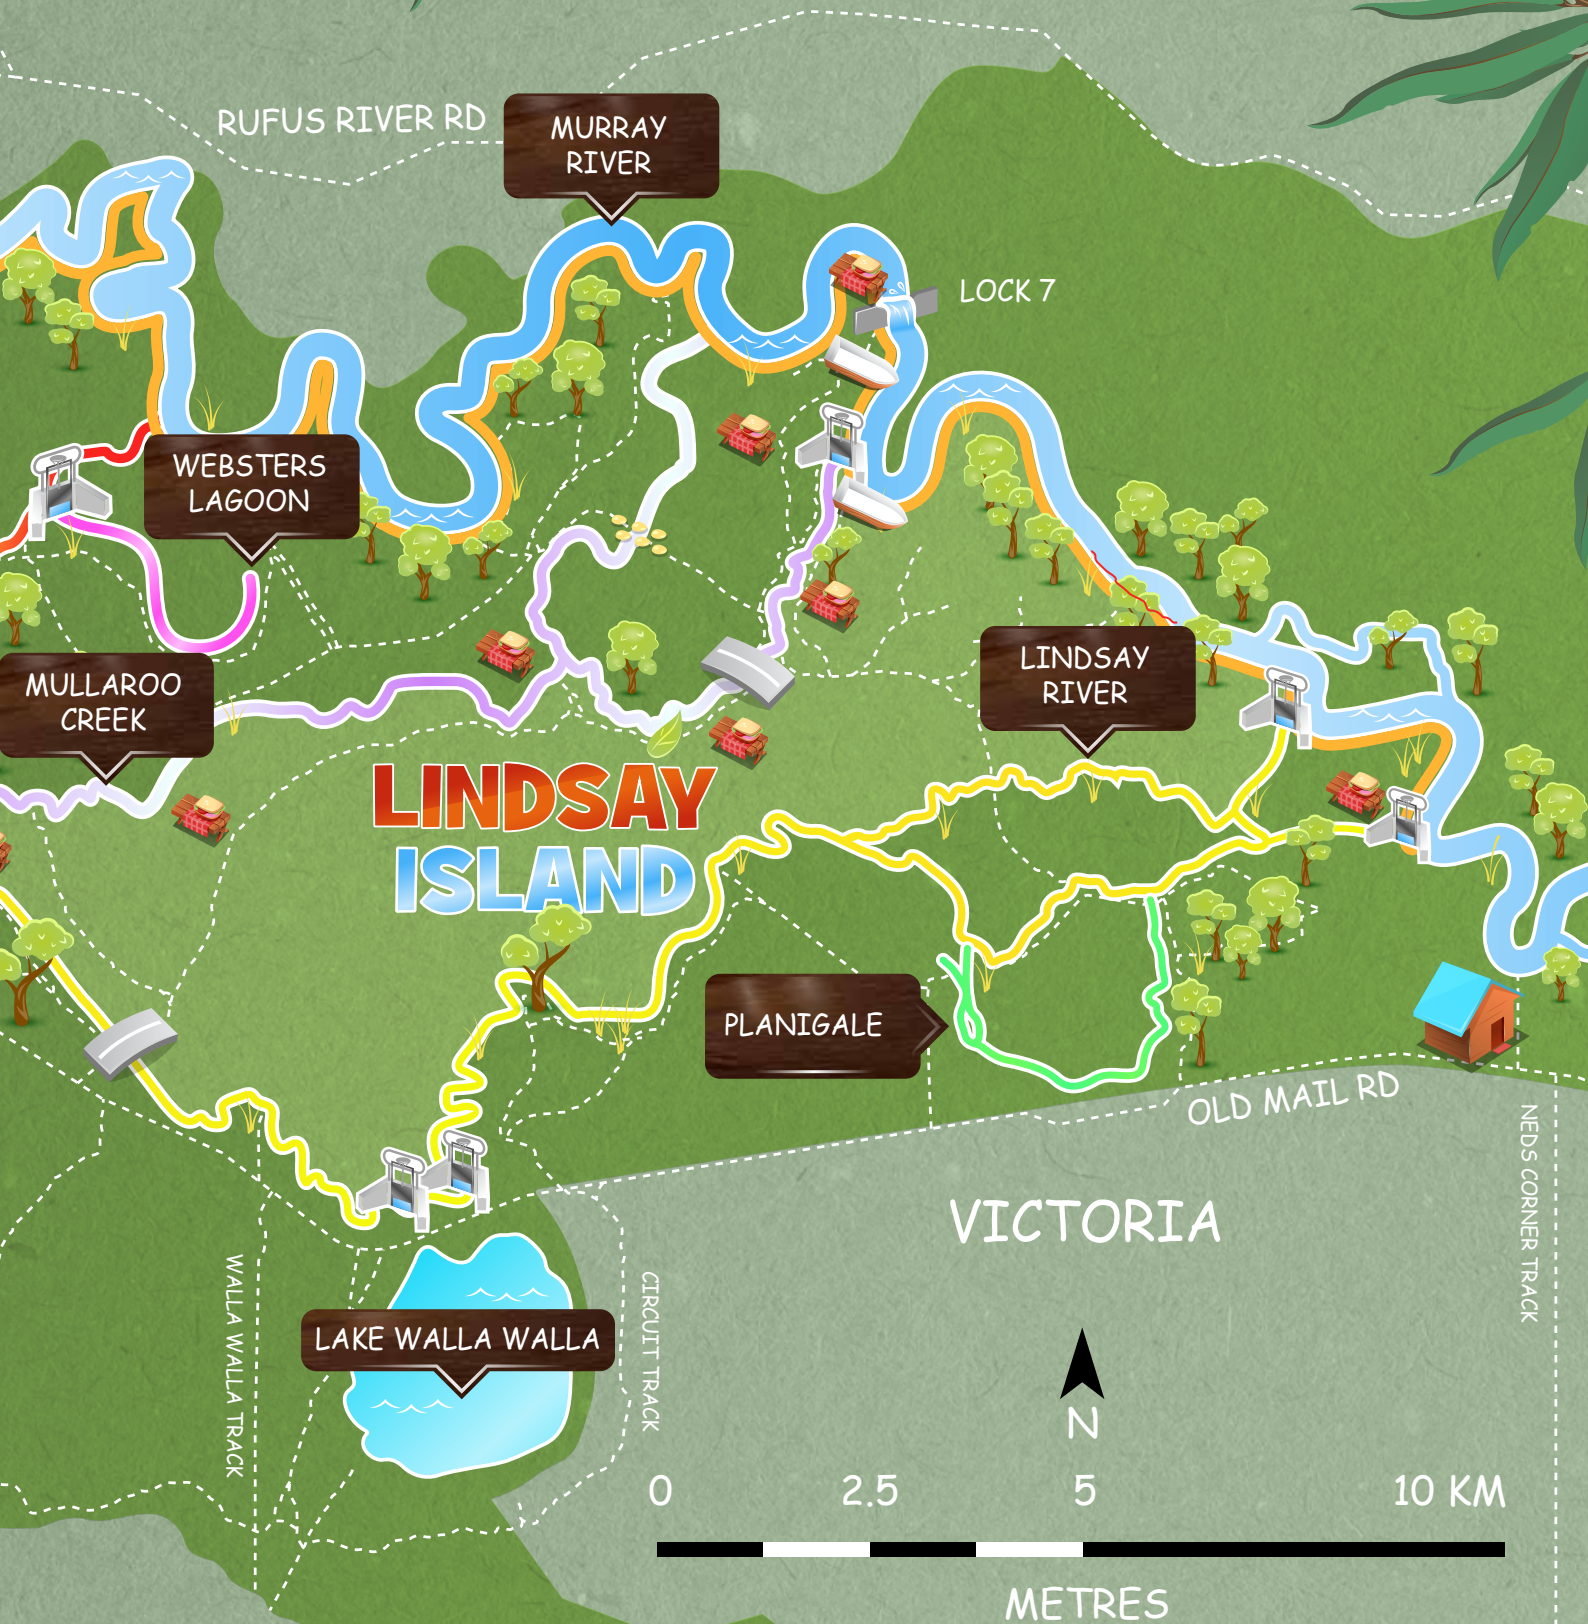 RUFUS RIVER RD
MURRAY
RIVER
LOCK 7
WEBSTERS
LAGOON
LINDSAY
RIVER
MULLAROO
CREEK
LINDSAY
ISLAND
PLANIGALE
OLD MAIL RD
NEDS CORNER TRACK
VICTORIA
WALLA WALLA TRACK
CIRCUIT TRACK
LAKE WALLA WALLA
N
0 2.5 5 10 KM
METRES